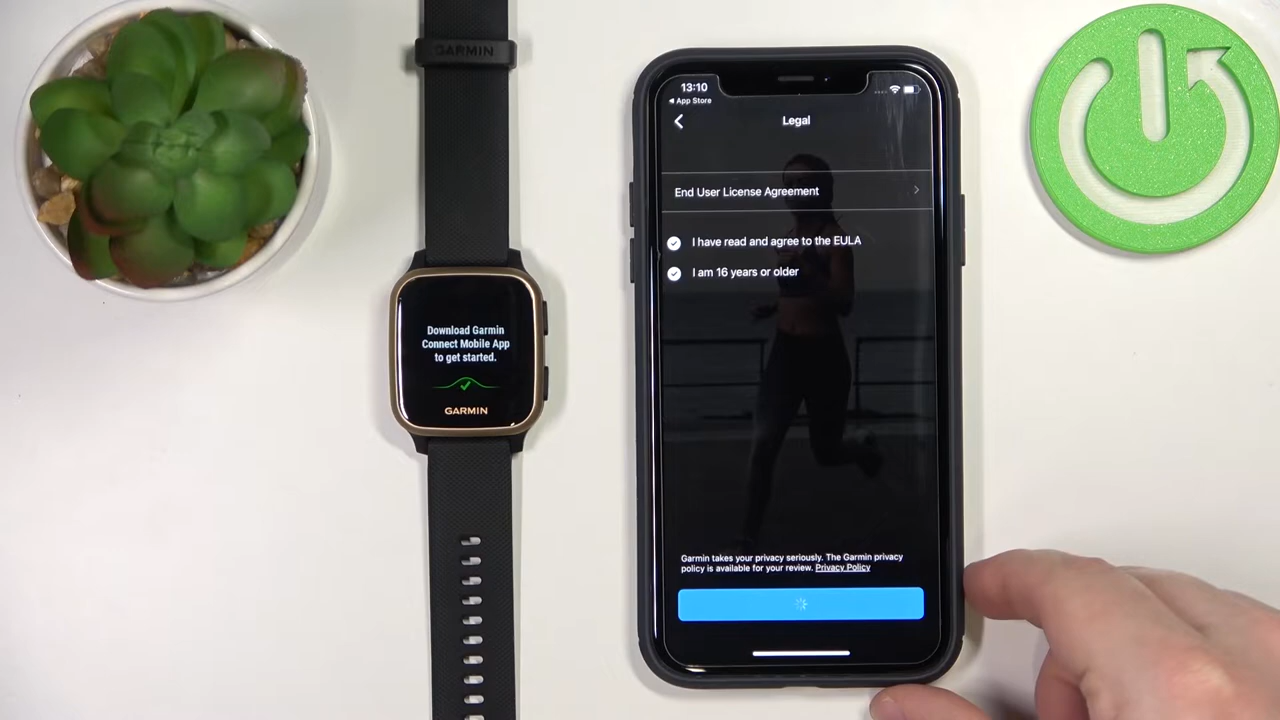 GARMIN
Download Garmin
Connect Mobile App
to get started.
GARMIN
13:10
App Store
Legal
End User License Agreement
I have read and agree to the EULA
I am 16 years or older
Garmin takes your privacy seriously. The Garmin privacy
policy is available for your review. Privacy Policy